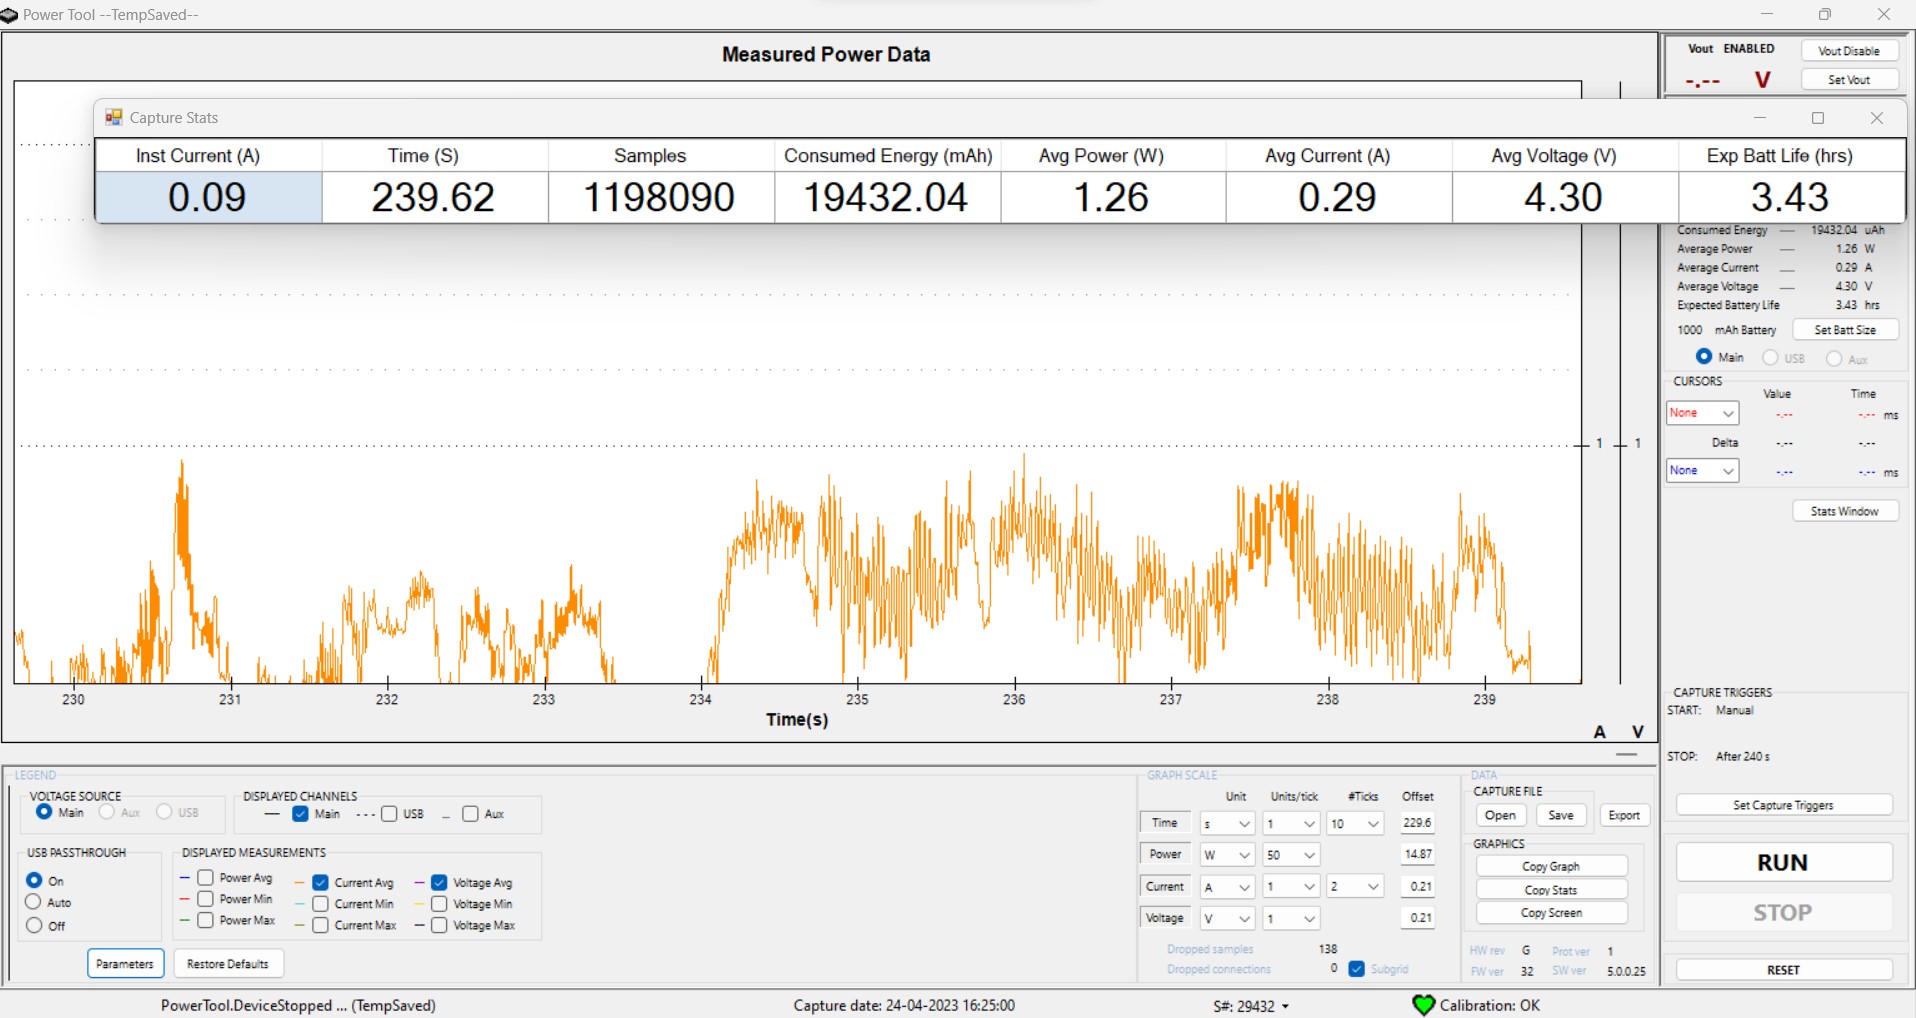 Power Tool --TempSaved--
Measured Power Data
Vout ENABLED Vout Disable
-.-- V Set Vout
Capture Stats
Inst Current (A) Time (S) Samples Consumed Energy (mAh) Avg Power (W) Avg Current (A) Avg Voltage (V) Exp Batt Life (hrs)
0.09 239.62 1198090 19432.04 1.26 0.29 4.30 3.43
Consumed Energy 19432.04 uAh
Average Power 1.26 W
Average Current 0.29 A
Average Voltage 4.30 V
Expected Battery Life 3.43 hrs
1000 mAh Battery Set Batt Size
Main USB Aux
CURSORS
Value Time
None -.-- -.-- ms
Delta -.-- -.--
None -.-- -.-- ms
Stats Window
1 1
230 231 232 233 234 235 236 237 238 239
Time(s)
A V
CAPTURE TRIGGERS
START: Manual
STOP: After 240 s
Set Capture Triggers
RUN
STOP
RESET
LEGEND
VOLTAGE SOURCE
Main Aux USB
DISPLAYED CHANNELS
Main USB Aux
USB PASSTHROUGH
On
Auto
Off
DISPLAYED MEASUREMENTS
Power Avg Current Avg Voltage Avg
Power Min Current Min Voltage Min
Power Max Current Max Voltage Max
Parameters Restore Defaults
GRAPH SCALE
Unit Units/tick #Ticks Offset
Time s 1 10 229.6
Power W 50 14.87
Current A 1 2 0.21
Voltage V 1 0.21
Dropped samples 138
Dropped connections 0 Subgrid
DATA
CAPTURE FILE
Open Save Export
GRAPHICS
Copy Graph
Copy Stats
Copy Screen
HW rev G Prot ver 1
FW ver 32 SW ver 5.0.0.25
PowerTool.DeviceStopped ... (TempSaved) Capture date: 24-04-2023 16:25:00 S#: 29432 Calibration: OK